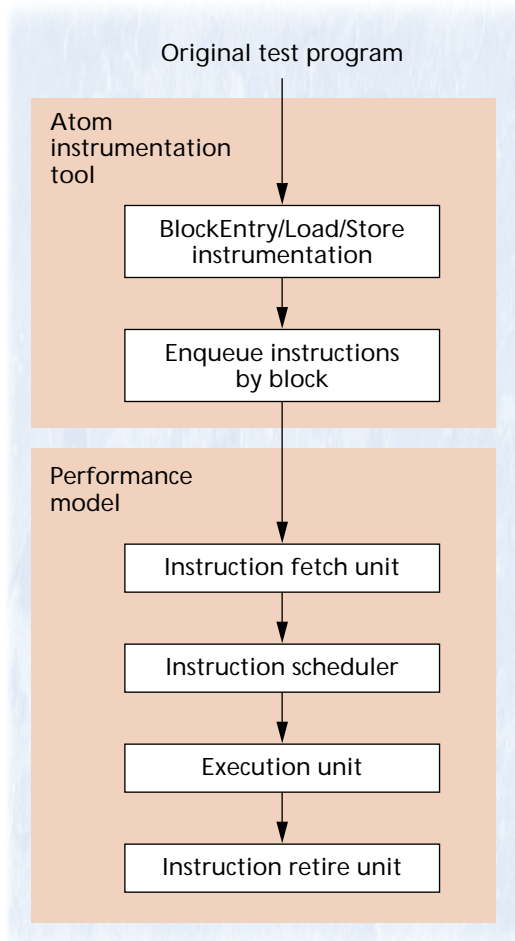 Original test program
Atom
instrumentation
tool
BlockEntry/Load/Store
instrumentation
Enqueue instructions
by block
Performance
model
Instruction fetch unit
Instruction scheduler
Execution unit
Instruction retire unit